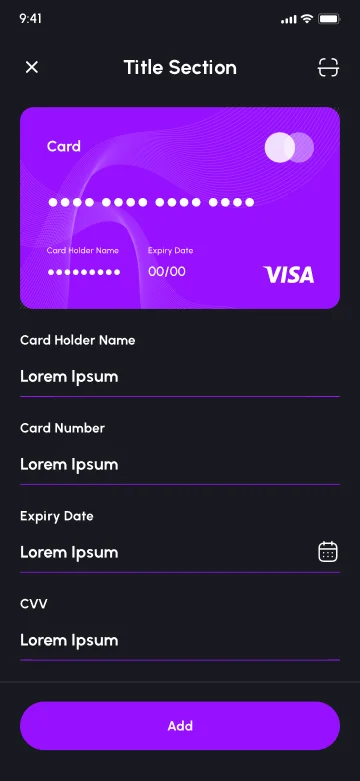 9:41
Title Section
Card
●●●● ●●●● ●●●● ●●●●
Card Holder Name Expiry Date
●●●●●●●●● 00/00
VISA
Card Holder Name
Lorem Ipsum
Card Number
Lorem Ipsum
Expiry Date
Lorem Ipsum
CVV
Lorem Ipsum
Add